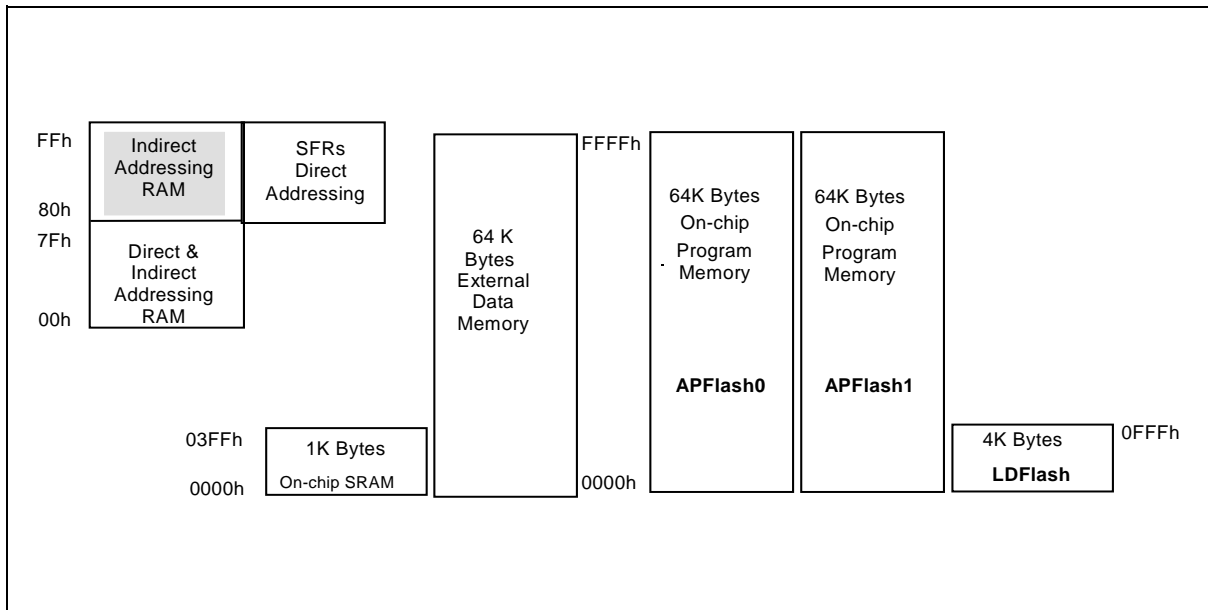 FFh
80h
7Fh
00h
Indirect
Addressing
RAM
Direct &
Indirect
Addressing
RAM
SFRs
Direct
Addressing
03FFh
0000h
1K Bytes
On-chip SRAM
64 K
Bytes
External
Data
Memory
FFFFh
0000h
64K Bytes
On-chip
Program
Memory
APFlash0
64K Bytes
On-chip
Program
Memory
APFlash1
4K Bytes
LDFlash
0FFFh